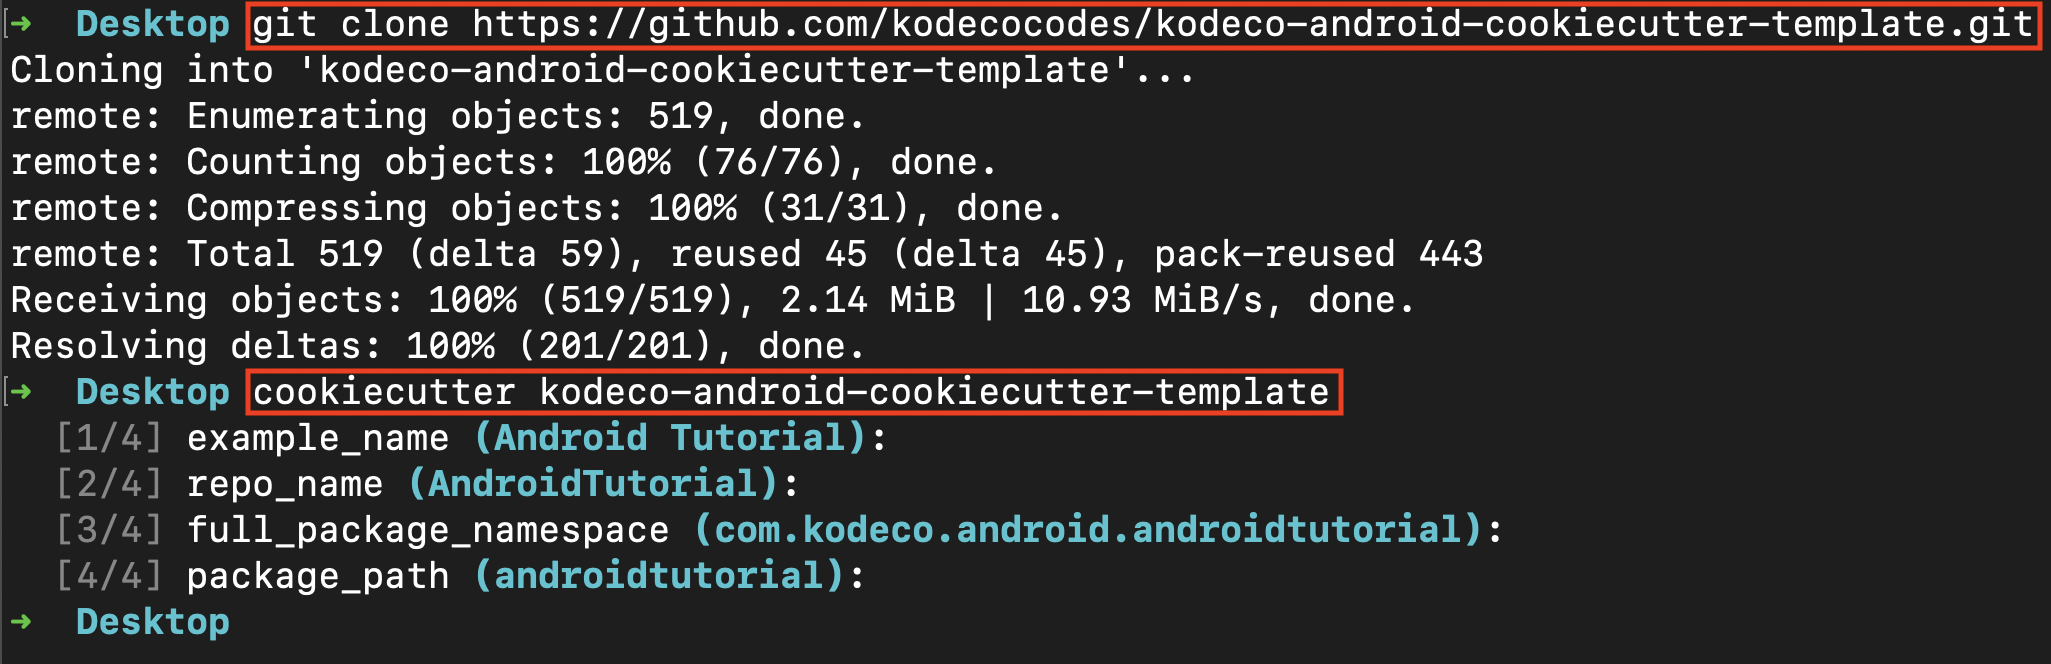 ➜ Desktop git clone https://github.com/kodecocodes/kodeco-android-cookiecutter-template.git
Cloning into 'kodeco-android-cookiecutter-template'...
remote: Enumerating objects: 519, done.
remote: Counting objects: 100% (76/76), done.
remote: Compressing objects: 100% (31/31), done.
remote: Total 519 (delta 59), reused 45 (delta 45), pack-reused 443
Receiving objects: 100% (519/519), 2.14 MiB | 10.93 MiB/s, done.
Resolving deltas: 100% (201/201), done.
➜ Desktop cookiecutter kodeco-android-cookiecutter-template
[1/4] example_name (Android Tutorial):
[2/4] repo_name (AndroidTutorial):
[3/4] full_package_namespace (com.kodeco.android.androidtutorial):
[4/4] package_path (androidtutorial):
➜ Desktop